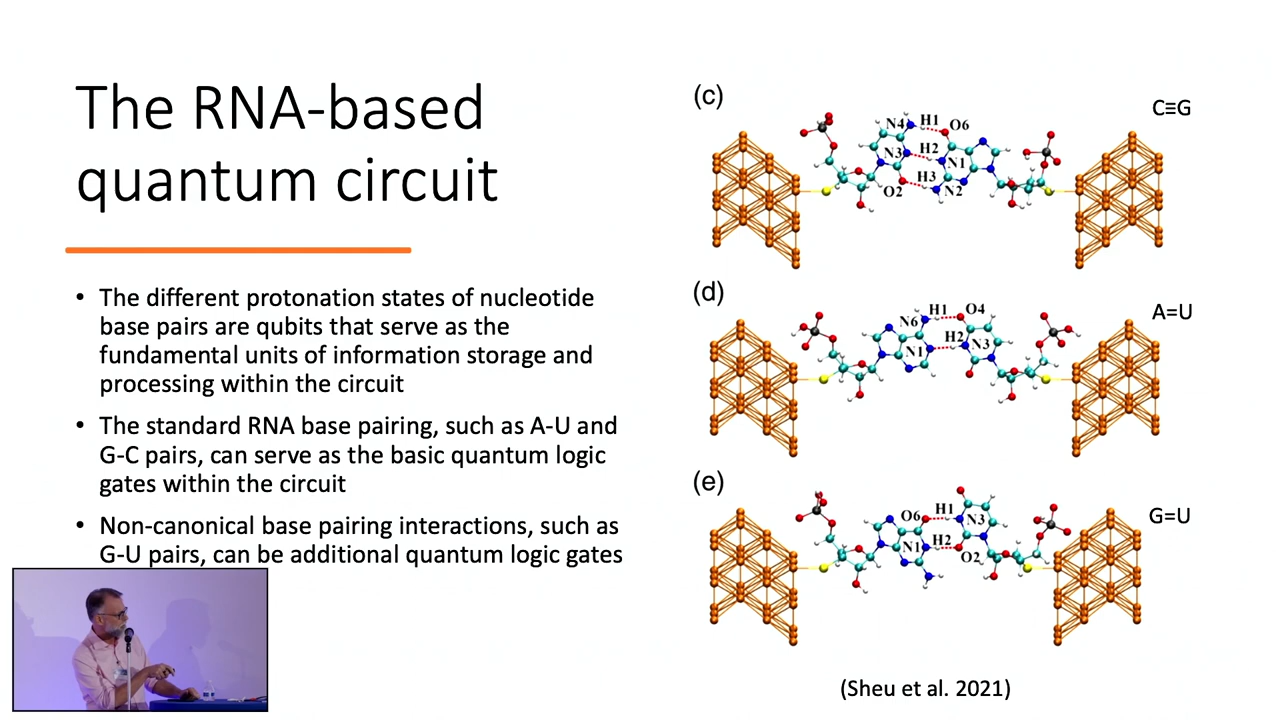 The RNA-based
quantum circuit
• The different protonation states of nucleotide
base pairs are qubits that serve as the
fundamental units of information storage and
processing within the circuit
• The standard RNA base pairing, such as A-U and
G-C pairs, can serve as the basic quantum logic
gates within the circuit
• Non-canonical base pairing interactions, such as
G-U pairs, can be additional quantum logic gates
(c)
C≡G
N4 H1 O6
N3 H2 N1
O2 H3 N2
(d)
A=U
N6 H1 O4
N1 H2 N3
(e)
G=U
O6 H1 N3
N1 H2 O2
(Sheu et al. 2021)